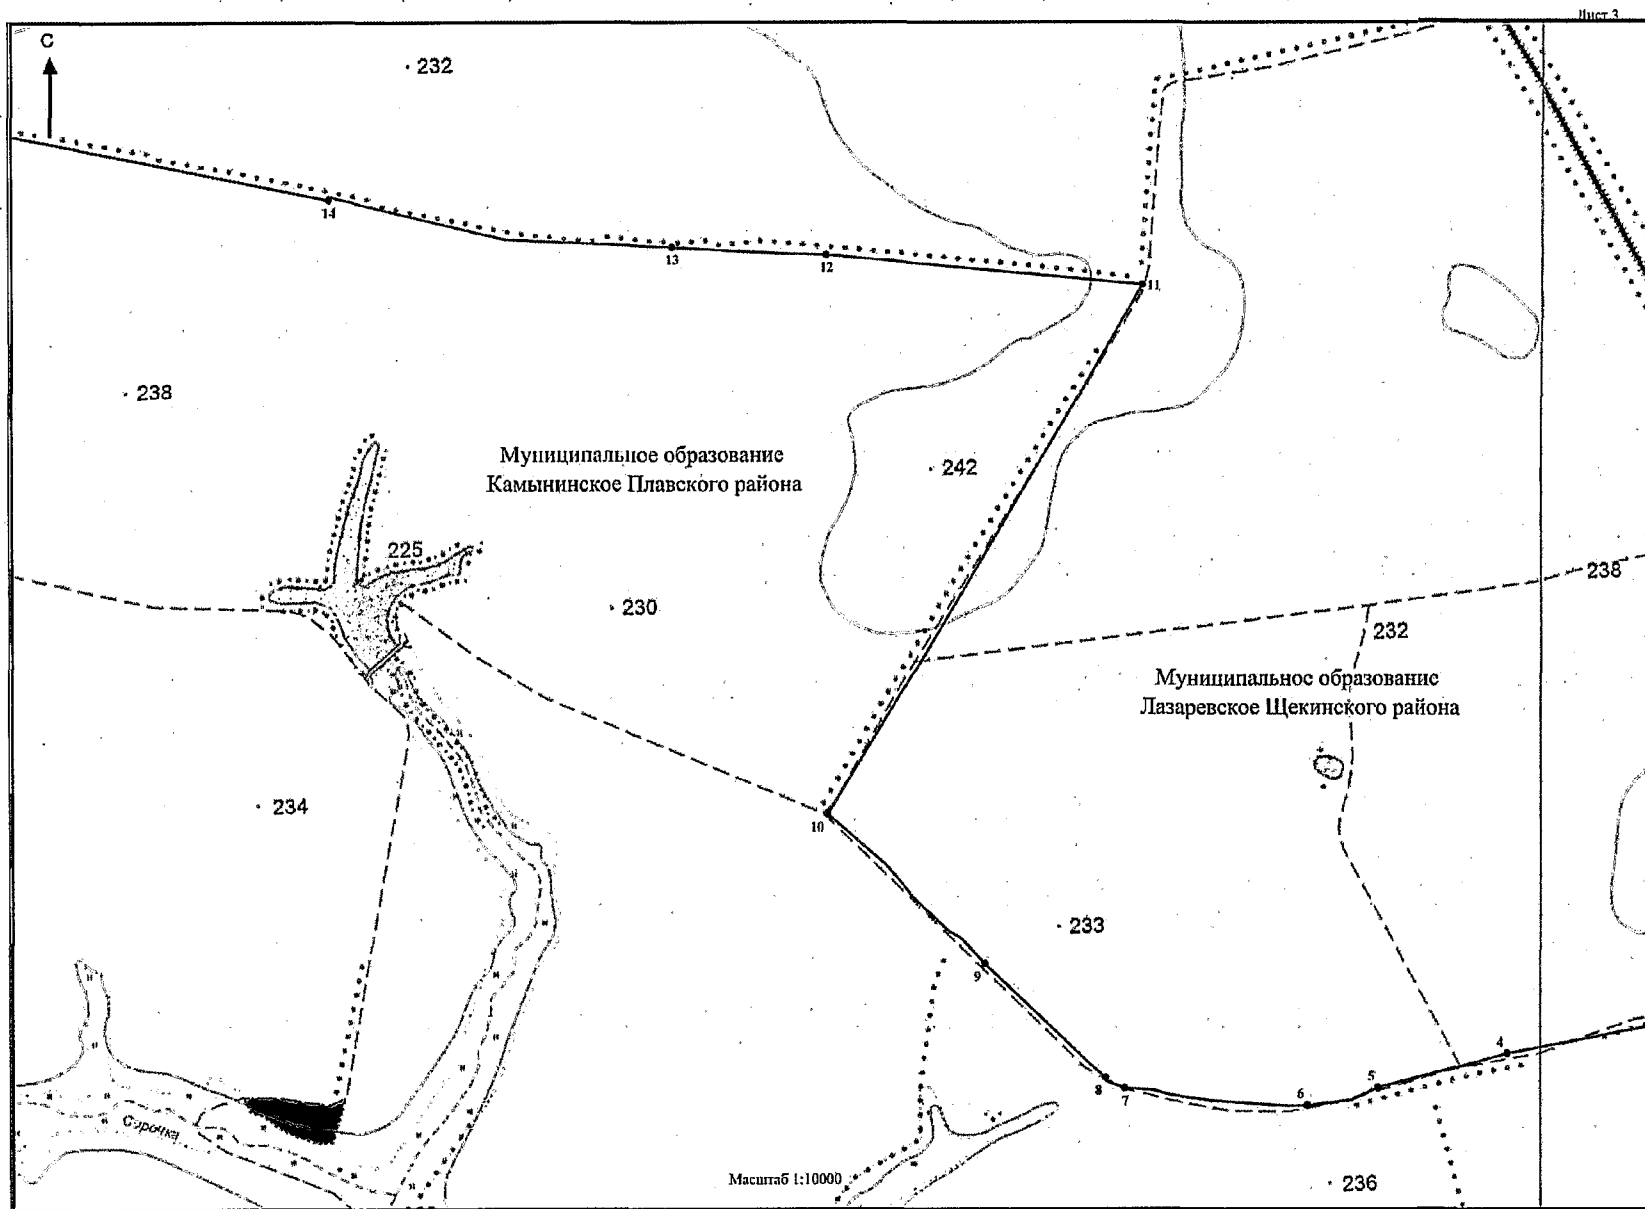 Лист 3
С
232
14
13
12
11
238
Муниципальное образование
Камынинское Плавского района
242
225
238
230
232
Муниципальное образование
Лазаревское Щекинского района
234
10
233
9
4
5
8
7
6
Сорочка
Масштаб 1:10000
236